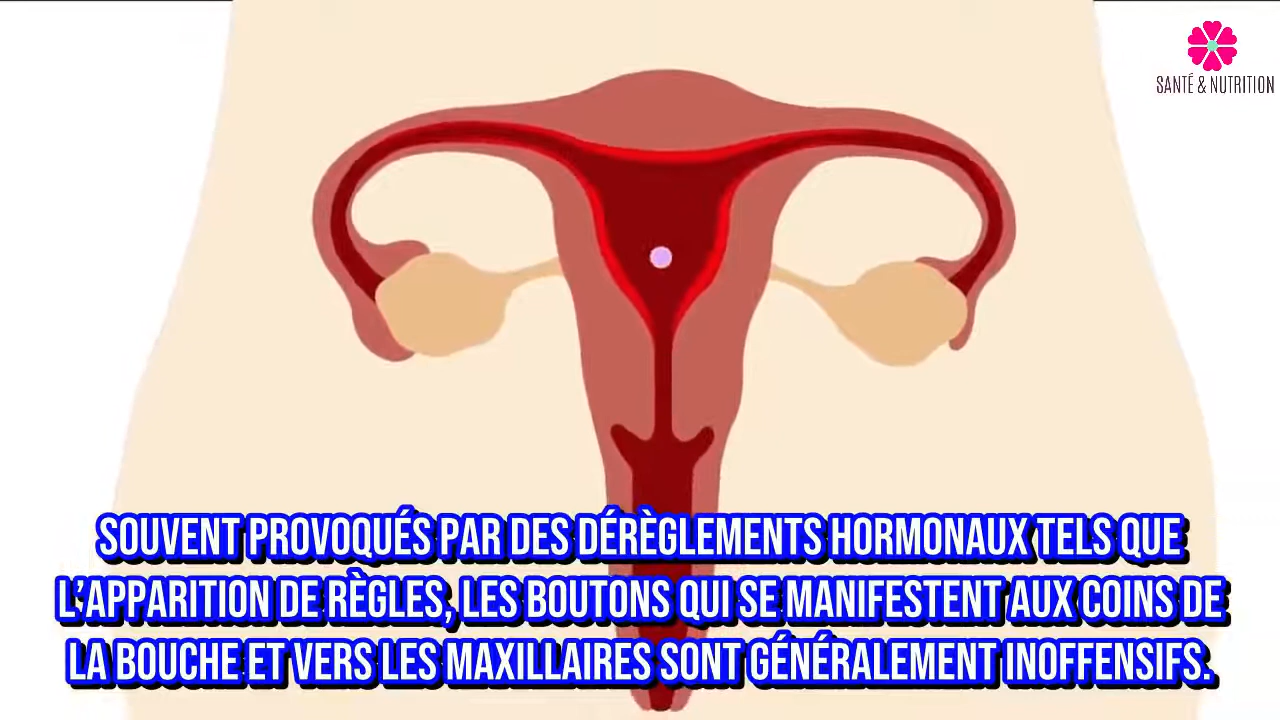 SANTÉ & NUTRITION
SOUVENT PROVOQUÉS PAR DES DÉRÈGLEMENTS HORMONAUX TELS QUE
L'APPARITION DE RÈGLES, LES BOUTONS QUI SE MANIFESTENT AUX COINS DE
LA BOUCHE ET VERS LES MAXILLAIRES SONT GÉNÉRALEMENT INOFFENSIFS.